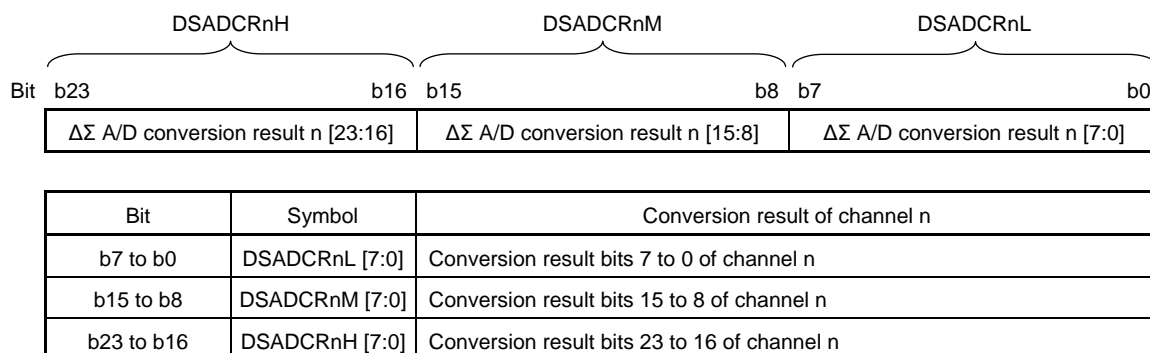 DSADCRnH DSADCRnM DSADCRnL
Bit b23 b16 b15 b8 b7 b0
ΔΣ A/D conversion result n [23:16] ΔΣ A/D conversion result n [15:8] ΔΣ A/D conversion result n [7:0]
Bit Symbol Conversion result of channel n
b7 to b0 DSADCRnL [7:0] Conversion result bits 7 to 0 of channel n
b15 to b8 DSADCRnM [7:0] Conversion result bits 15 to 8 of channel n
b23 to b16 DSADCRnH [7:0] Conversion result bits 23 to 16 of channel n